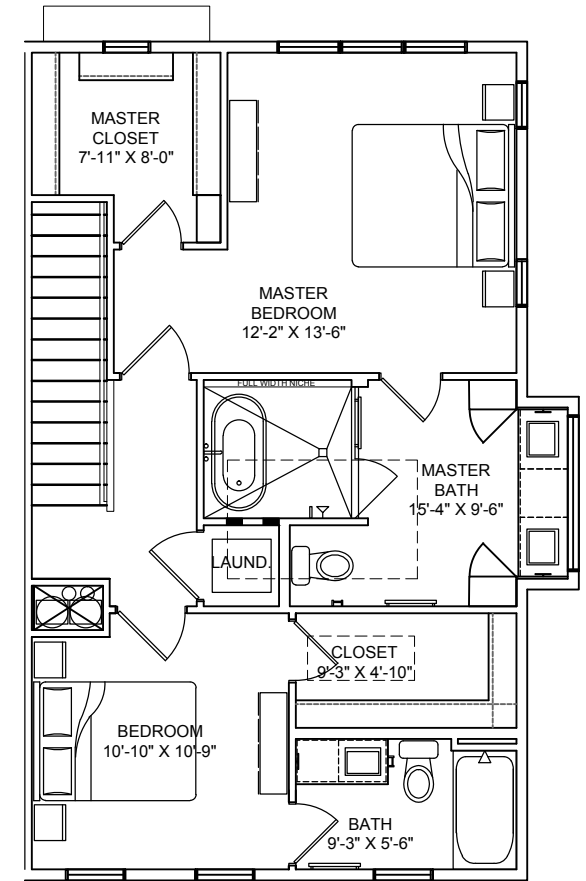 MASTER
CLOSET
7'-11" X 8'-0"
MASTER
BEDROOM
12'-2" X 13'-6"
FULL WIDTH NICHE
MASTER
BATH
15'-4" X 9'-6"
LAUND.
CLOSET
9'-3" X 4'-10"
BEDROOM
10'-10" X 10'-9"
BATH
9'-3" X 5'-6"